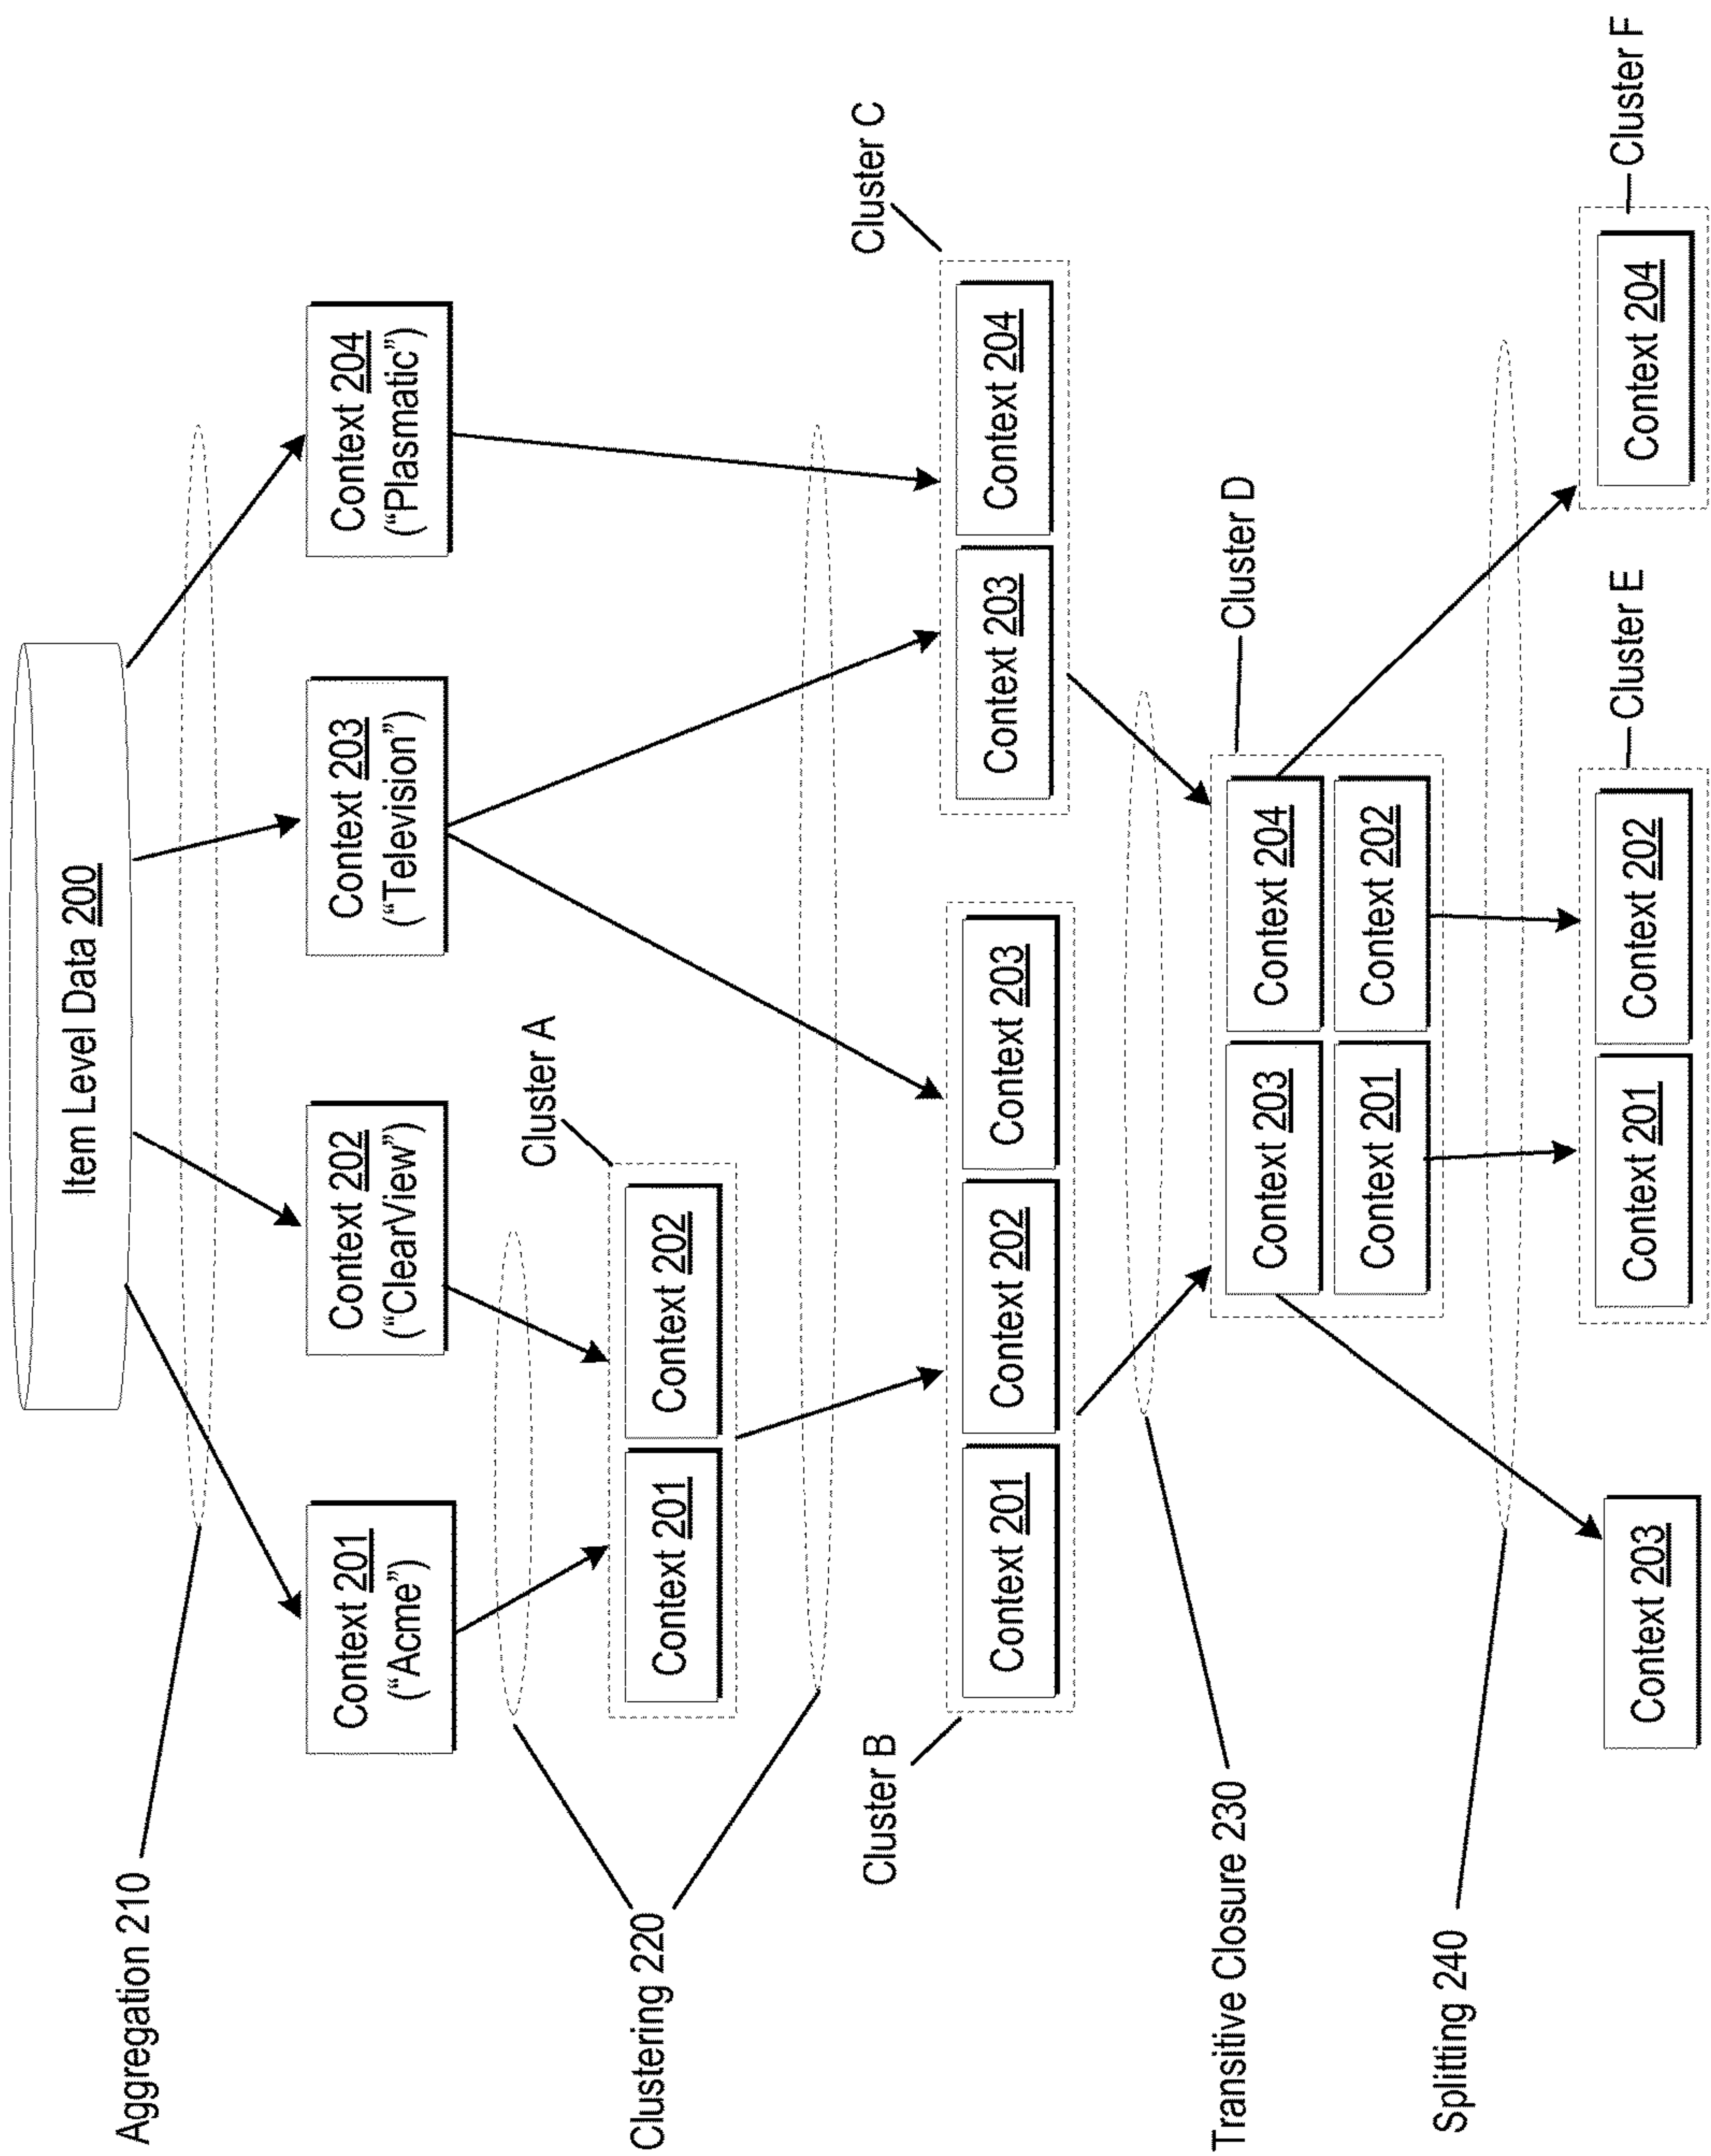 Item Level Data 200
Aggregation 210
Context 201
("Acme")
Context 202
("ClearView")
Context 203
("Television")
Context 204
("Plasmatic")
Clustering 220
Cluster A
Context 201
Context 202
Cluster B
Context 201
Context 202
Context 203
Cluster C
Context 203
Context 204
Transitive Closure 230
Cluster D
Context 203
Context 204
Context 201
Context 202
Splitting 240
Context 203
Cluster E
Context 201
Context 202
Cluster F
Context 204